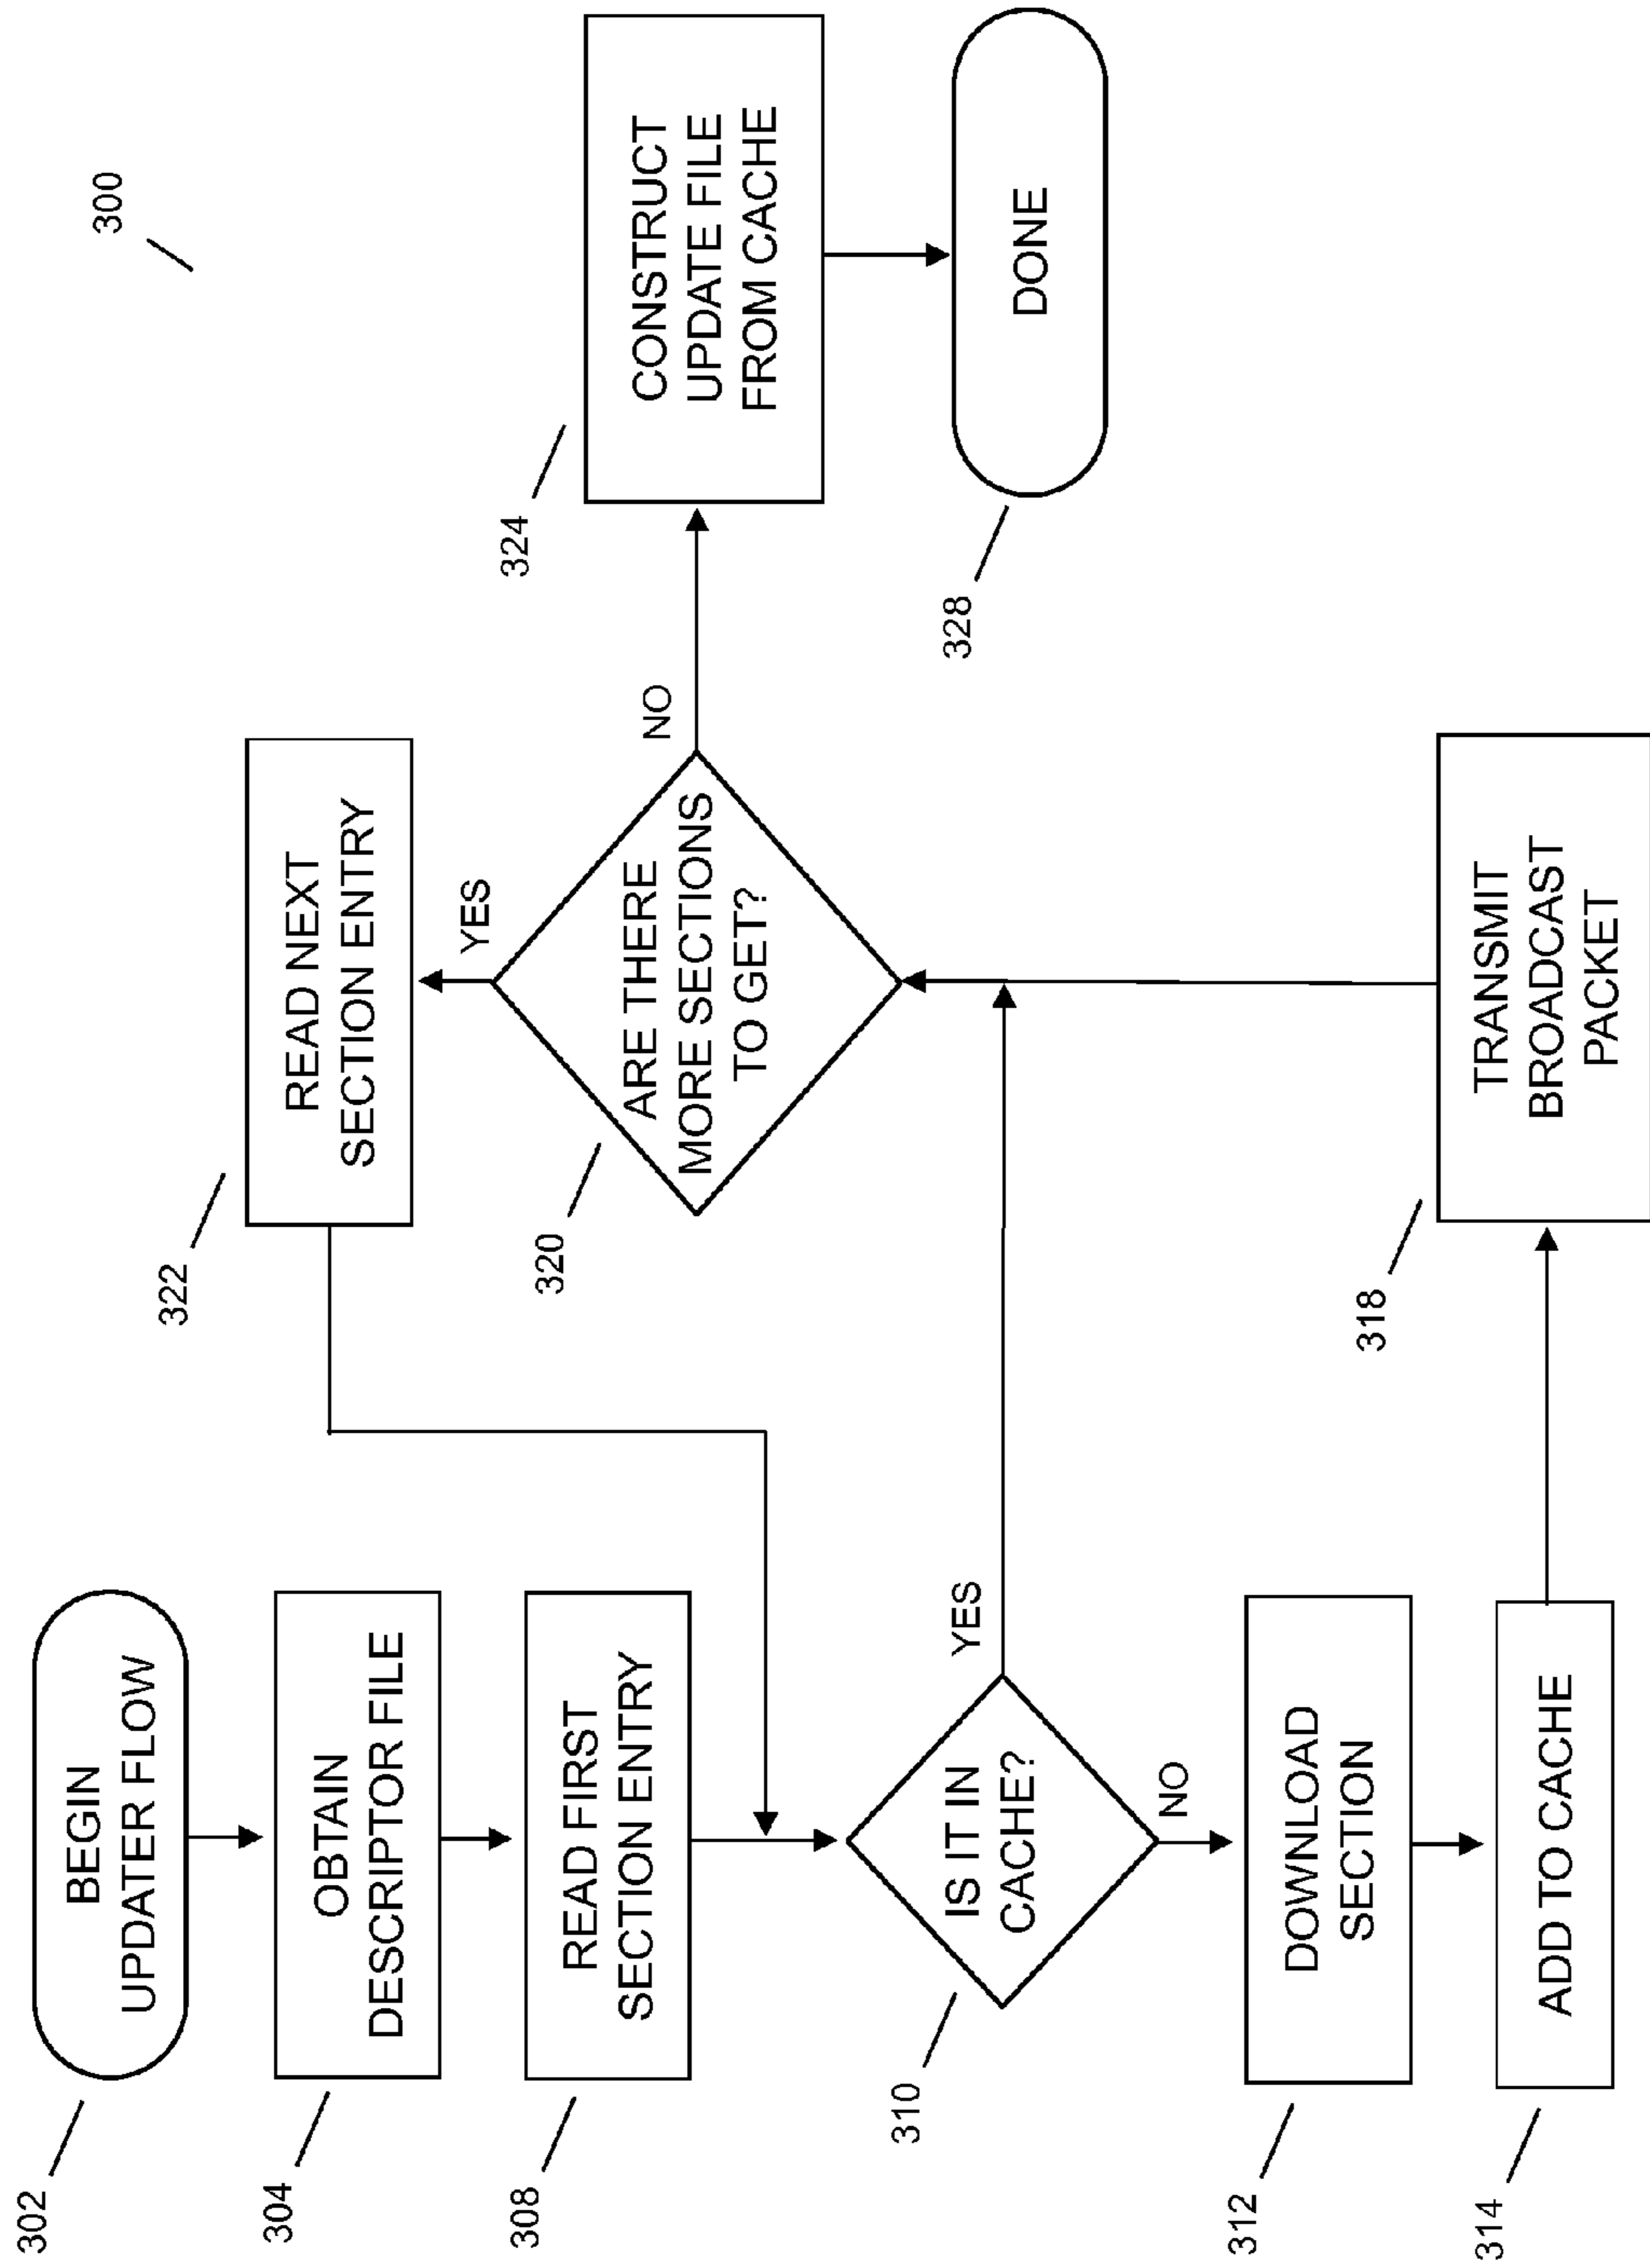 300
302
BEGIN
UPDATER FLOW
304
OBTAIN
DESCRIPTOR FILE
308
READ FIRST
SECTION ENTRY
310
IS IT IN
CACHE?
YES
NO
312
DOWNLOAD
SECTION
314
ADD TO CACHE
318
TRANSMIT
BROADCAST
PACKET
320
ARE THERE
MORE SECTIONS
TO GET?
YES
NO
322
READ NEXT
SECTION ENTRY
324
CONSTRUCT
UPDATE FILE
FROM CACHE
328
DONE